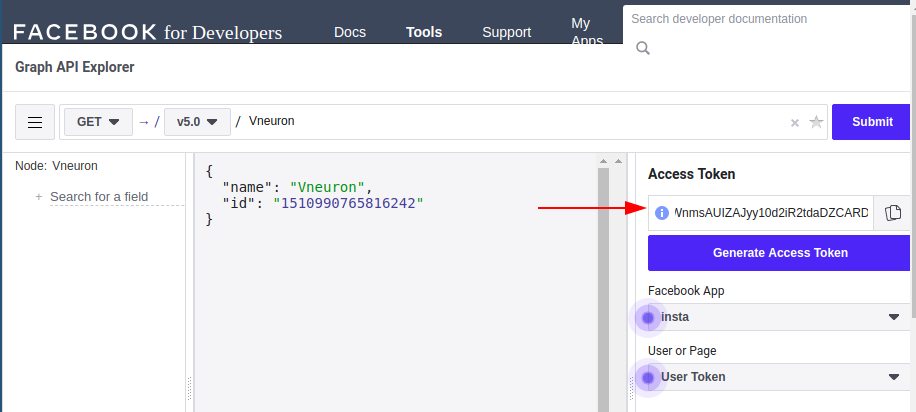 FACEBOOK for Developers
Docs
Tools
Support
My Apps
Search developer documentation
Graph API Explorer
GET → / v5.0 / Vneuron
Submit
Node: Vneuron
+ Search for a field
{
"name": "Vneuron",
"id": "1510990765816242"
}
Access Token
VnmsAUIZAJyy10d2iR2tdaDZCARD
Generate Access Token
Facebook App
insta
User or Page
User Token